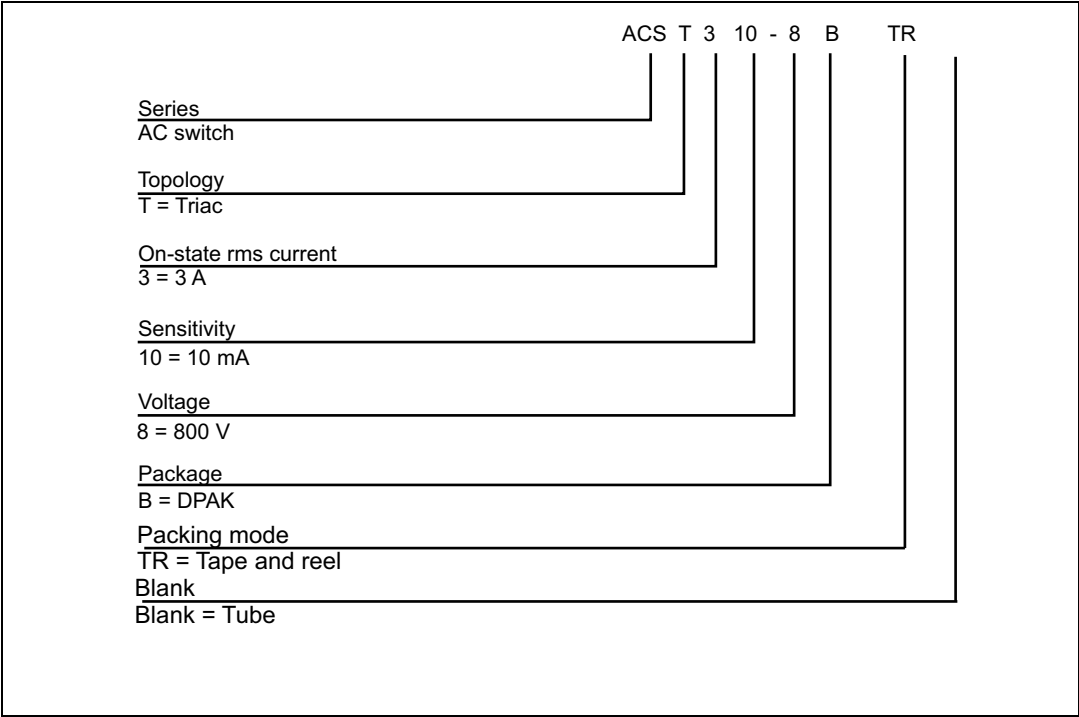 ACS T 3 10 - 8 B TR
Series
AC switch
Topology
T = Triac
On-state rms current
3 = 3 A
Sensitivity
10 = 10 mA
Voltage
8 = 800 V
Package
B = DPAK
Packing mode
TR = Tape and reel
Blank
Blank = Tube